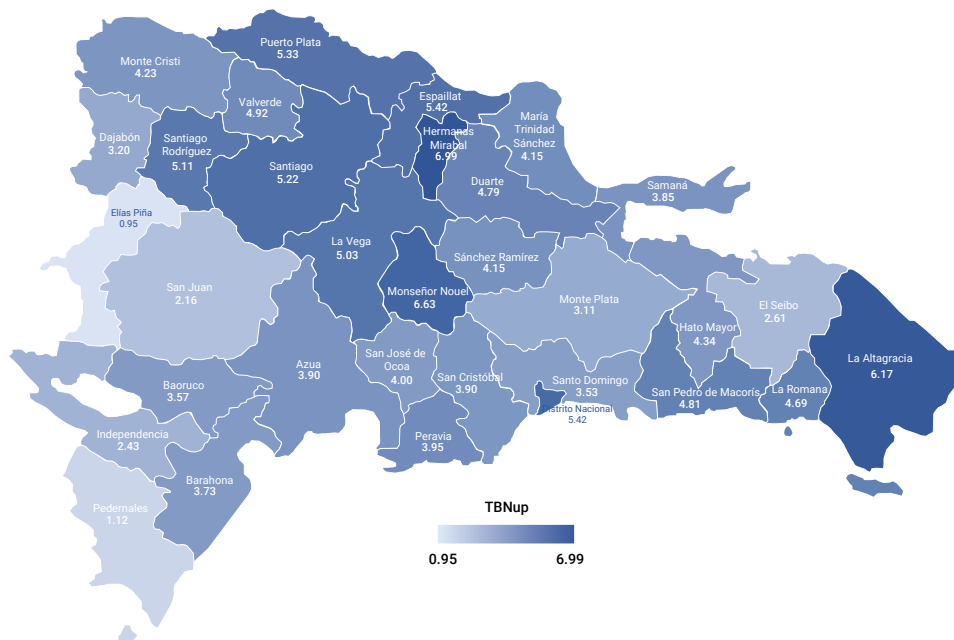 Puerto Plata
5.33
Monte Cristi
4.23
Valverde
4.92
Espaillat
5.42
María
Trinidad
Sánchez
4.15
Hermanas
Mirabal
6.99
Dajabón
3.20
Santiago
Rodríguez
5.11
Santiago
5.22
Duarte
4.79
Samaná
3.85
Elías Piña
0.95
La Vega
5.03
Sánchez Ramírez
4.15
San Juan
2.16
Monseñor Nouel
6.63
Monte Plata
3.11
El Seibo
2.61
Hato Mayor
4.34
La Altagracia
6.17
San José de
Ocoa
4.00
Azua
3.90
San Cristóbal
3.90
Santo Domingo
3.53
San Pedro de Macorís
4.81
La Romana
4.69
Baoruco
3.57
Distrito Nacional
5.42
Independencia
2.43
Peravia
3.95
Barahona
3.73
Pedernales
1.12
TBNup
0.95
6.99